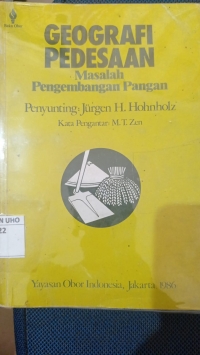 GEOGRAFI
PEDESAAN
Masalah
Pengembangan Pangan
Penyunting: Jürgen H. Hohnholz
Kata Pengantar: M.T. Zen
N UHO
22
Yayasan Obor Indonesia, Jakarta, 1986